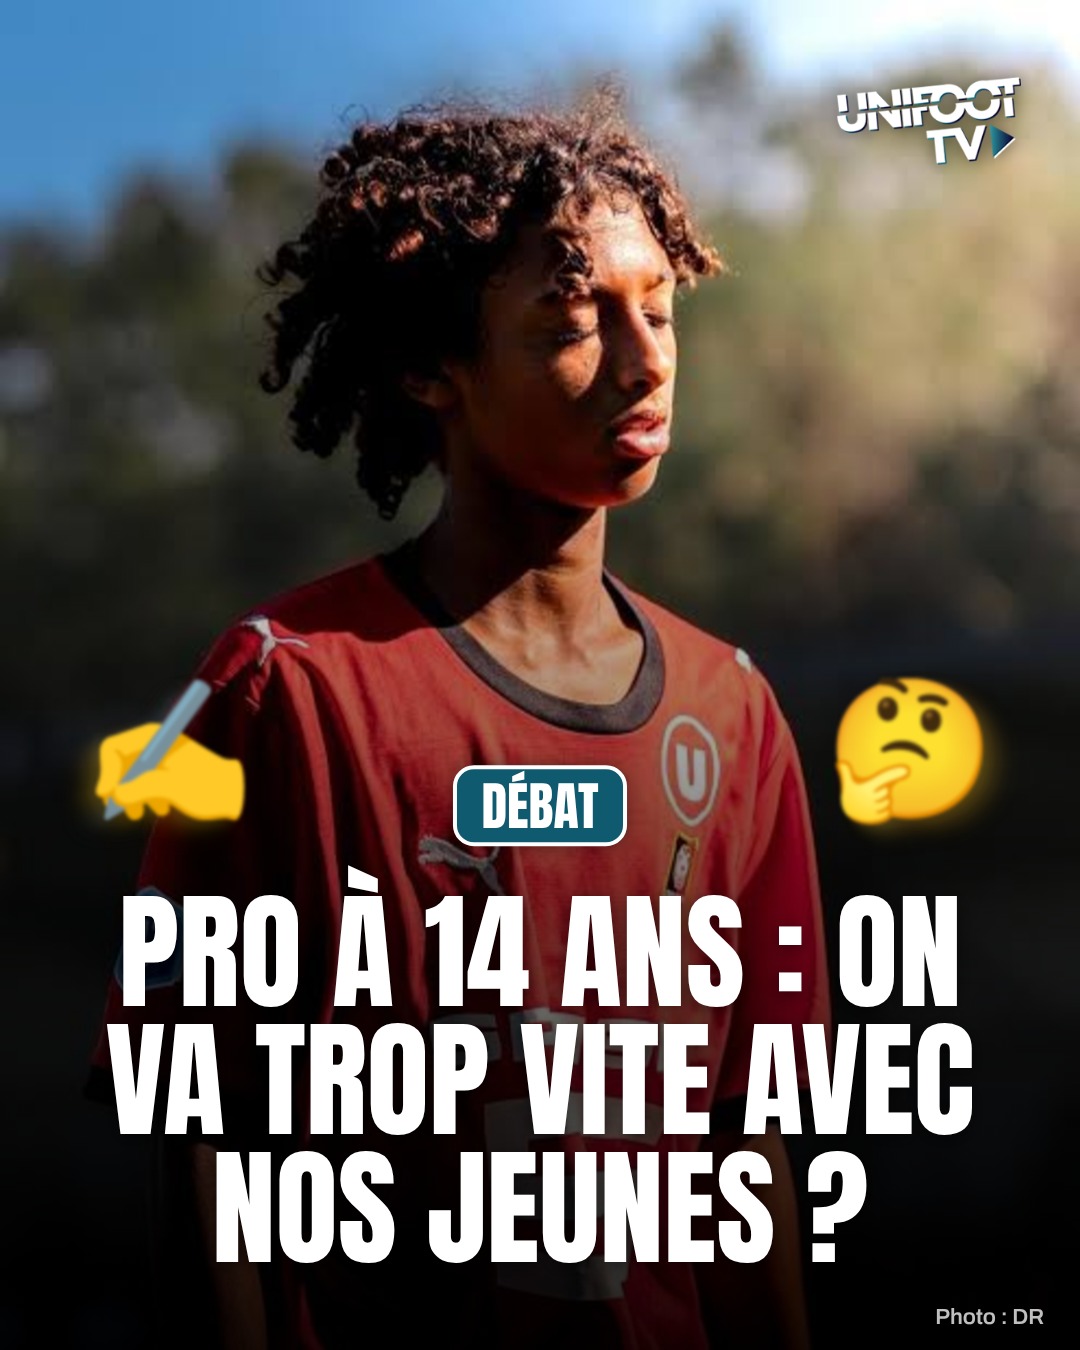 UNIFOOT
TV
U
DÉBAT
PRO À 14 ANS : ON
VA TROP VITE AVEC
NOS JEUNES ?
Photo : DR